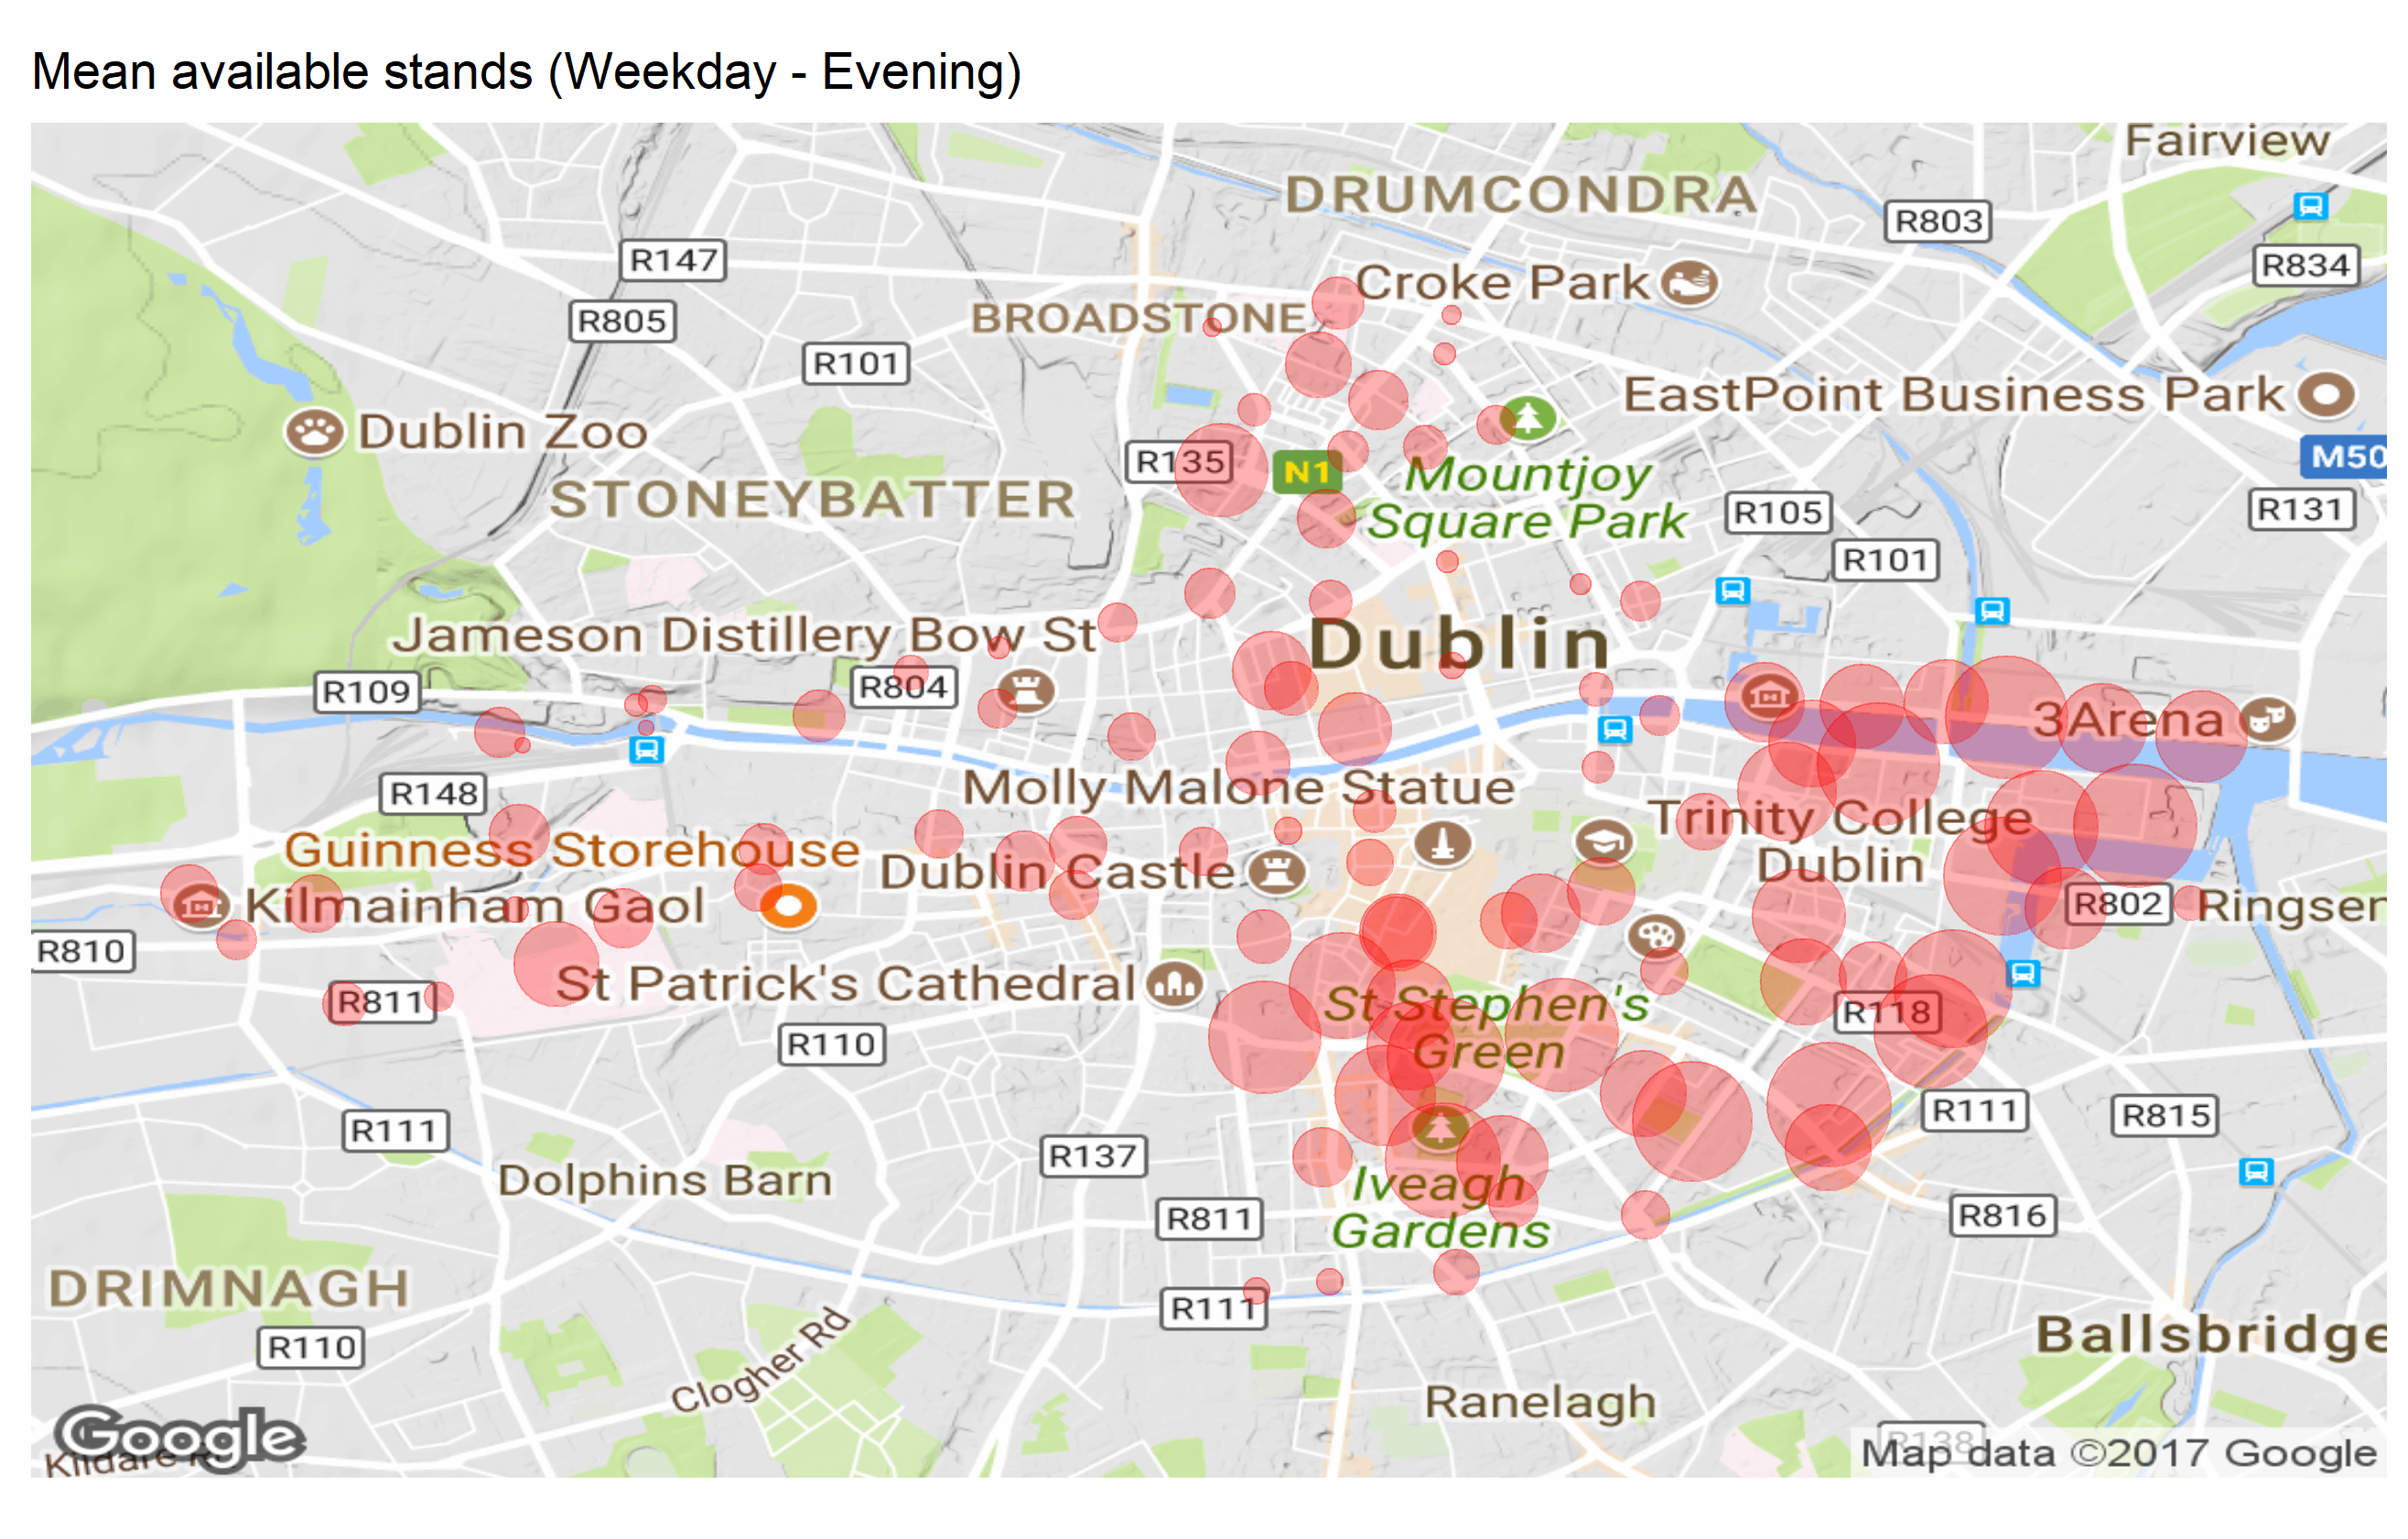 Mean available stands (Weekday - Evening)
Fairview
DRUMCONDRA
R803
R147
Croke Park
R834
R805
BROADSTONE
R101
EastPoint Business Park
Dublin Zoo
R135
N1
M50
STONEYBATTER
Mountjoy
Square Park
R105
R131
R101
Jameson Distillery Bow St
Dublin
R109
R804
3Arena
R148
Molly Malone Statue
Trinity College
Dublin
Guinness Storehouse
Dublin Castle
Kilmainham Gaol
R802
Ringsen
R810
St Patrick's Cathedral
R811
St Stephen's
Green
R118
R110
R111
R111
R815
R137
Dolphins Barn
Iveagh
Gardens
R811
R816
DRIMNAGH
R111
R110
Clogher Rd
Ballsbridge
Ranelagh
Google
R138
Map data ©2017 Google